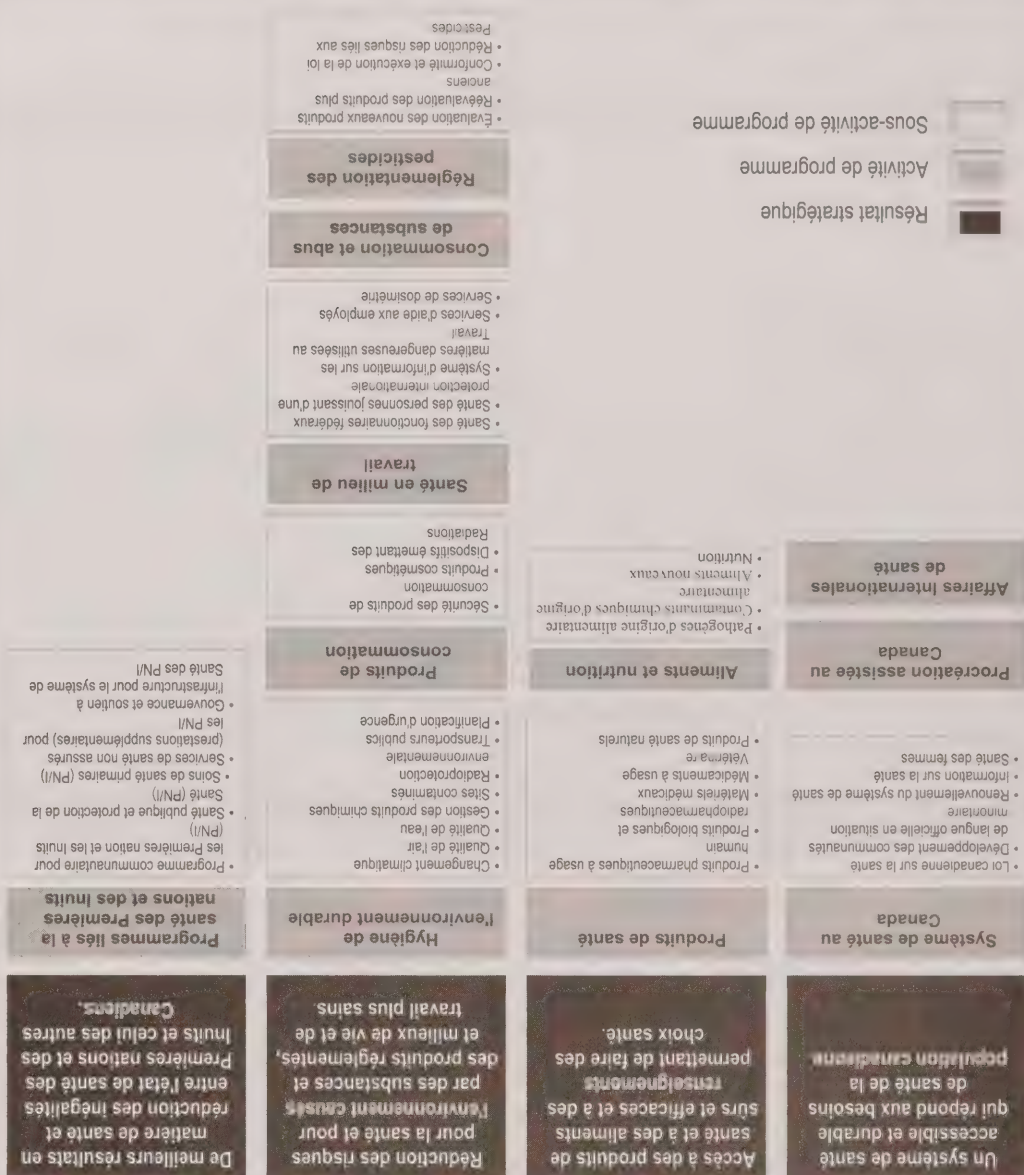 Un système de santé
accessible et durable
qui répond aux besoins
de santé de la
population canadienne.
Système de santé au
Canada
• Loi canadienne sur la santé
• Développement des communautés
de langue officielle en situation
minoritaire
• Renouvellement du système de santé
• Information sur la santé
• Santé des femmes
Procréation assistée au
Canada
Affaires Internationales
de santé
Accès à des produits de
santé et à des aliments
sûrs et efficaces et à des
renseignements
permettant de faire des
choix santé.
Produits de santé
• Produits pharmaceutiques à usage
humain
• Produits biologiques et
radiopharmaceutiques
• Matériels médicaux
• Médicaments à usage
Vétérinaire
• Produits de santé naturels
Aliments et nutrition
• Pathogènes d'origine alimentaire
• Contaminants chimiques d'origine
alimentaire
• Aliments nouveaux
• Nutrition
Réduction des risques
pour la santé et pour
l'environnement causés
par des substances et
des produits réglementés,
et milieux de vie et de
travail plus sains.
Hygiène de
l'environnement durable
• Changement climatique
• Qualité de l'air
• Qualité de l'eau
• Gestion des produits chimiques
• Sites contaminés
• Radioprotection
environnementale
• Transporteurs publics
• Planification d'urgence
Produits de
consommation
• Sécurité des produits de
consommation
• Produits cosmétiques
• Dispositifs émettant des
Radiations
Santé en milieu de
travail
• Santé des fonctionnaires fédéraux
• Santé des personnes jouissant d'une
protection internationale
• Système d'information sur les
matières dangereuses utilisées au
Travail
• Services d'aide aux employés
• Services de dosimétrie
Consommation et abus
de substances
Réglementation des
pesticides
• Évaluation des nouveaux produits
• Réévaluation des produits plus
anciens
• Conformité et exécution de la loi
• Réduction des risques liés aux
Pesticides
De meilleurs résultats en
matière de santé et
réduction des inégalités
entre l'état de santé des
Premières nations et des
Inuits et celui des autres
Canadiens.
Programmes liés à la
santé des Premières
nations et des Inuits
• Programme communautaire pour
les Premières nation et les Inuits
(PN/I)
• Santé publique et protection de la
Santé (PN/I)
• Soins de santé primaires (PN/I)
• Services de santé non assurés
(prestations supplémentaires) pour
les PN/I
• Gouvernance et soutien à
l'infrastructure pour le système de
Santé des PN/I
Résultat stratégique
Activité de programme
Sous-activité de programme